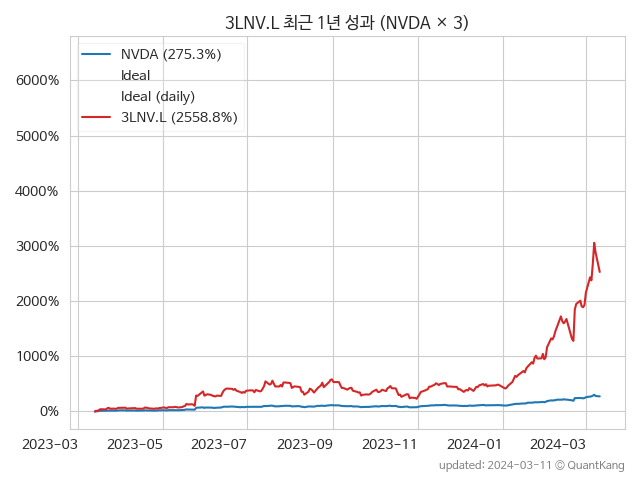 3LNV.L 최근 1년 성과 (NVDA × 3)
NVDA (275.3%)
Ideal
Ideal (daily)
3LNV.L (2558.8%)
6000%
5000%
4000%
3000%
2000%
1000%
0%
2023-03 2023-05 2023-07 2023-09 2023-11 2024-01 2024-03
updated: 2024-03-11 ⓒ QuantKang